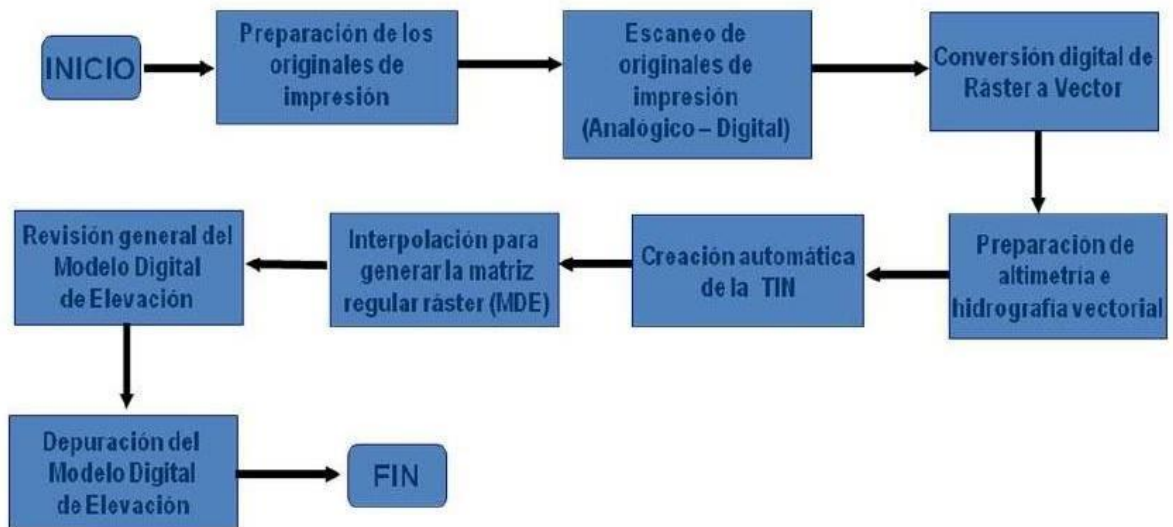 INICIO
Preparación de los
originales de
impresión
Escaneo de
originales de
impresión
(Analógico – Digital)
Conversión digital de
Ráster a Vector
Preparación de
altimetría e
hidrografía vectorial
Creación automática
de la TIN
Interpolación para
generar la matriz
regular ráster (MDE)
Revisión general del
Modelo Digital
de Elevación
Depuración del
Modelo Digital
de Elevación
FIN